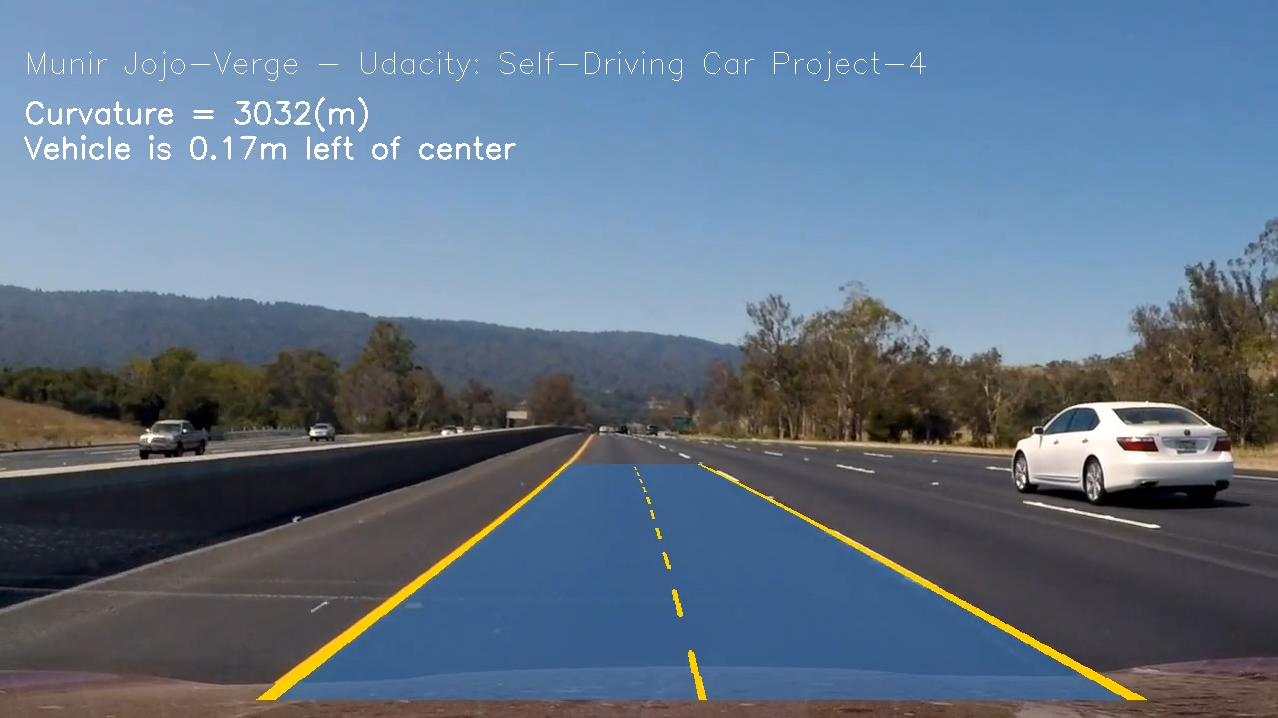 Munir Jojo-Verge - Udacity: Self-Driving Car Project-4
Curvature = 3032(m)
Vehicle is 0.17m left of center